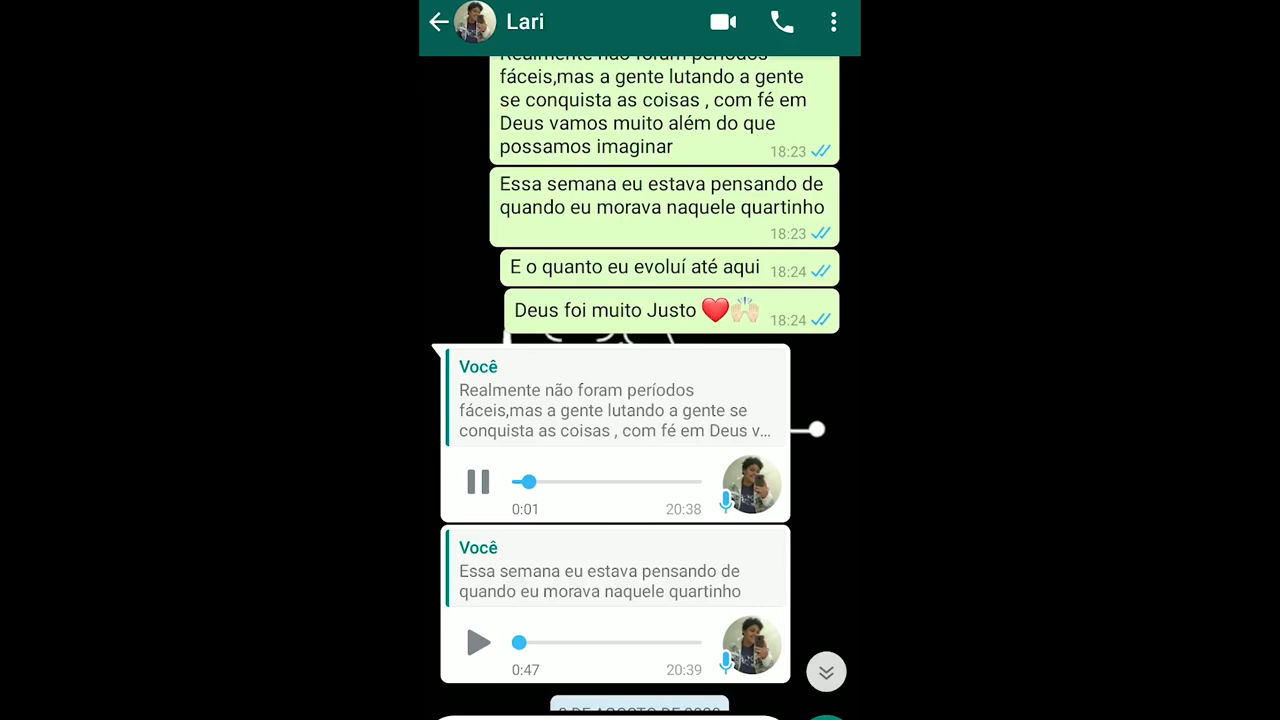 Lari
Realmente não foram períodos
fáceis,mas a gente lutando a gente
se conquista as coisas , com fé em
Deus vamos muito além do que
possamos imaginar
18:23
Essa semana eu estava pensando de
quando eu morava naquele quartinho
18:23
E o quanto eu evoluí até aqui 18:24
Deus foi muito Justo ❤️🙌🏻 18:24
Você
Realmente não foram períodos
fáceis,mas a gente lutando a gente se
conquista as coisas , com fé em Deus v...
0:01 20:38
Você
Essa semana eu estava pensando de
quando eu morava naquele quartinho
0:47 20:39
DE AGOSTO DE